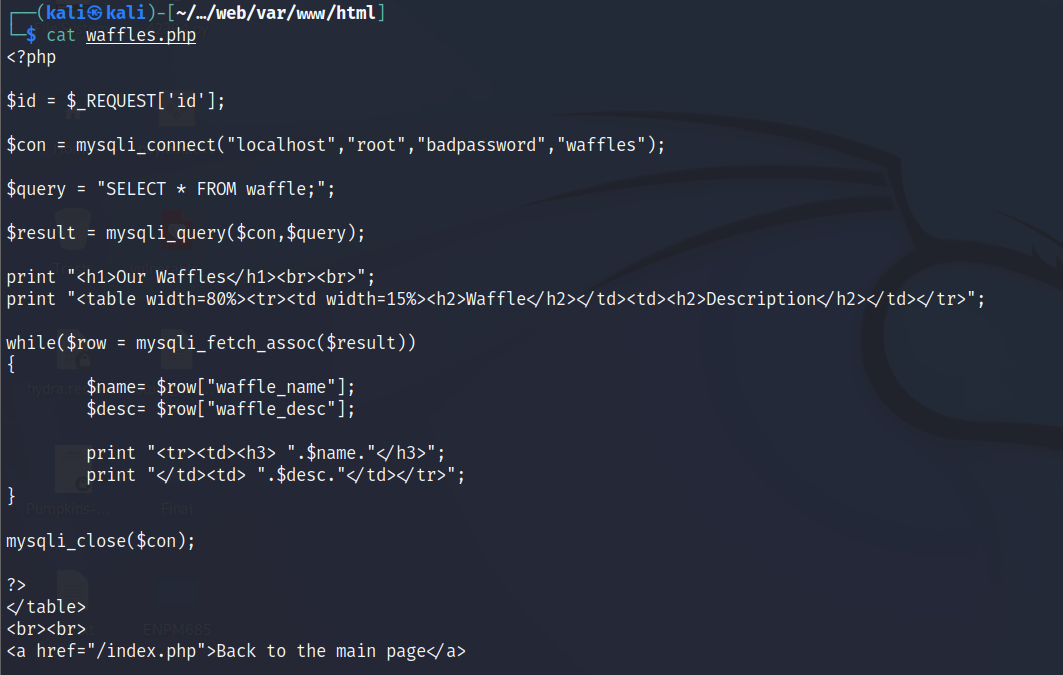 ┌──(kali㉿kali)-[~/…/web/var/www/html]
└─$ cat waffles.php
<?php

$id = $_REQUEST['id'];

$con = mysqli_connect("localhost","root","badpassword","waffles");

$query = "SELECT * FROM waffle;";

$result = mysqli_query($con,$query);

print "<h1>Our Waffles</h1><br><br>";
print "<table width=80%><tr><td width=15%><h2>Waffle</h2></td><td><h2>Description</h2></td></tr>";

while($row = mysqli_fetch_assoc($result))
{
        $name= $row["waffle_name"];
        $desc= $row["waffle_desc"];

        print "<tr><td><h3> ".$name."</h3>";
        print "</td><td> ".$desc."</td></tr>";
}

mysqli_close($con);

?>
</table>
<br><br>
<a href="/index.php">Back to the main page</a>